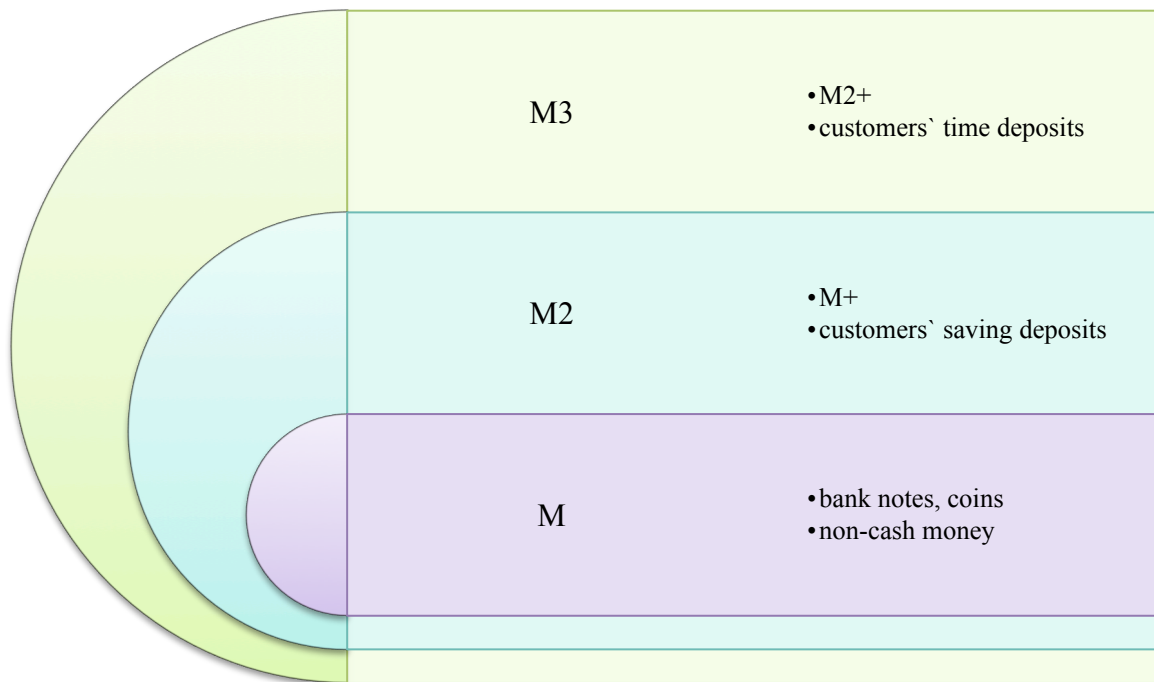 M3
•M2+
•customers` time deposits
M2
•M+
•customers` saving deposits
M
•bank notes, coins
•non-cash money